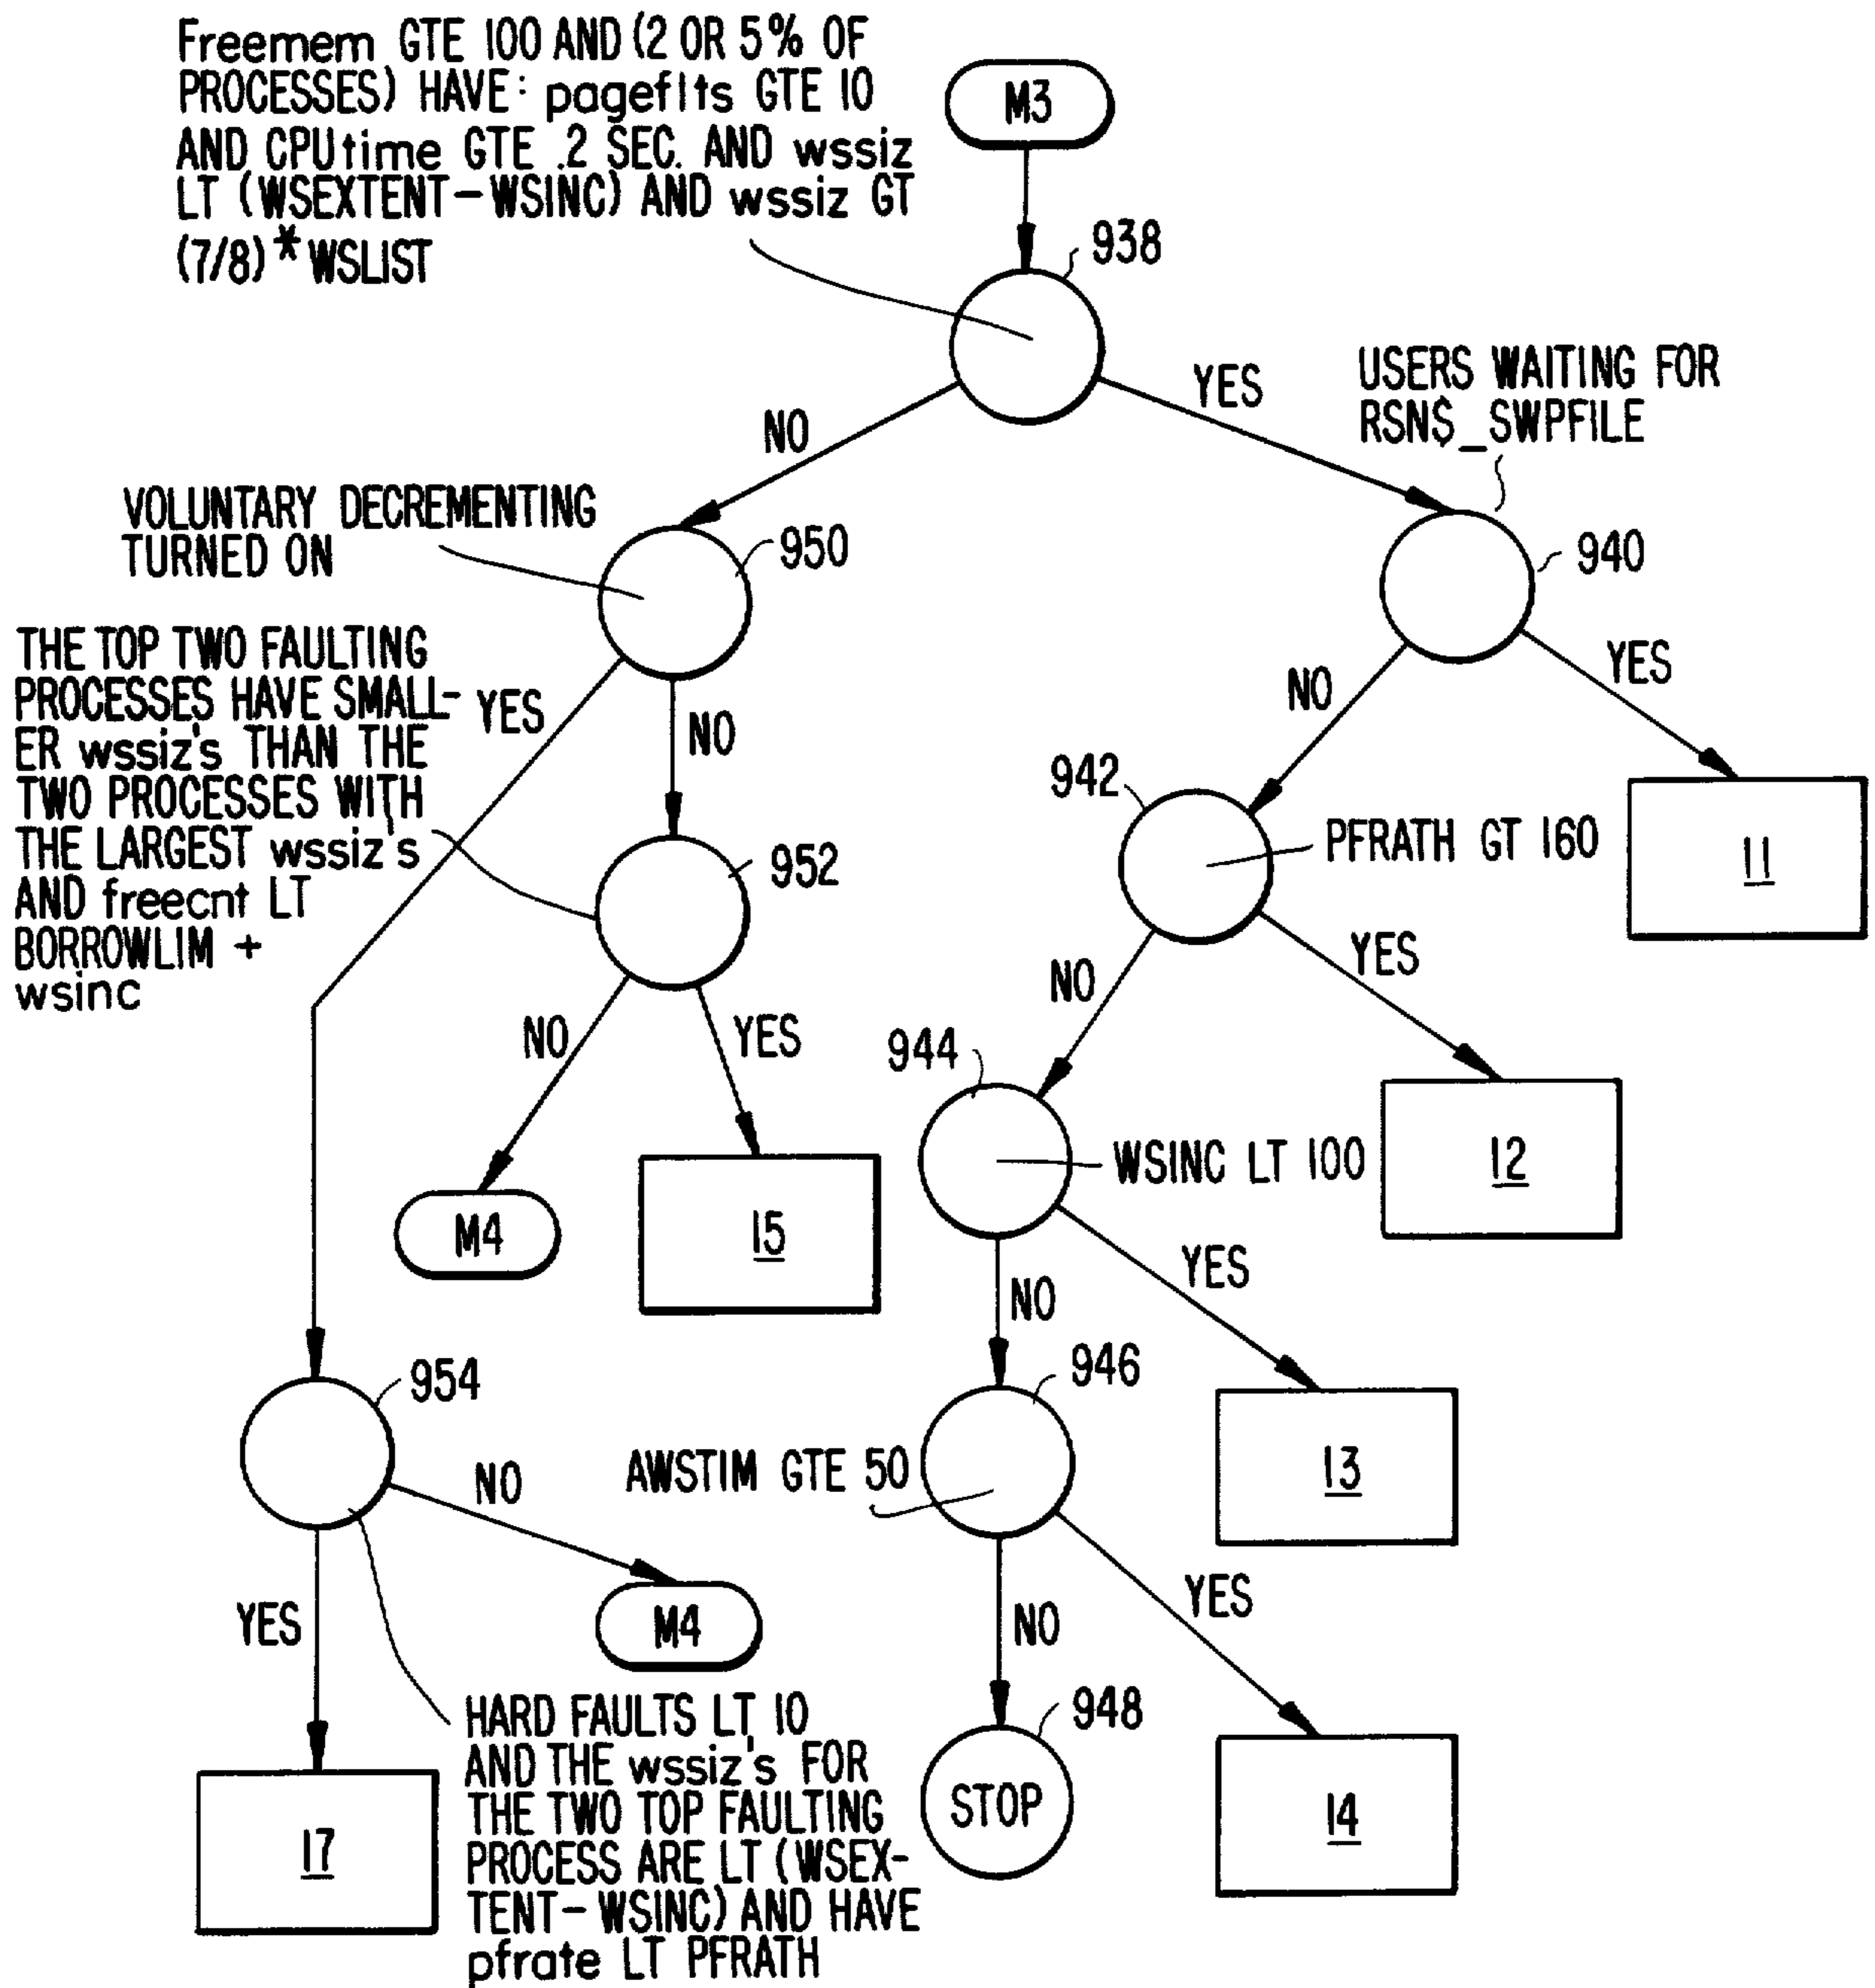 Freemem GTE 100 AND (2 OR 5% OF
PROCESSES) HAVE: pageflts GTE 10
AND CPUtime GTE .2 SEC. AND wssiz
LT (WSEXTENT-WSINC) AND wssiz GT
(7/8)* WSLIST
M3
938
NO
YES
USERS WAITING FOR
RSN$_SWPFILE
VOLUNTARY DECREMENTING
TURNED ON
950
940
THE TOP TWO FAULTING
PROCESSES HAVE SMALL-
ER wssiz's THAN THE
TWO PROCESSES WITH
THE LARGEST wssiz's
AND freecnt LT
BORROWLIM +
wsinc
YES
NO
NO
YES
942
PFRATH GT 160
11
952
NO
YES
NO
YES
944
WSINC LT 100
12
M4
15
NO
YES
954
946
NO
AWSTIM GTE 50
13
YES
M4
NO
YES
HARD FAULTS LT 10
AND THE wssiz's FOR
THE TWO TOP FAULTING
PROCESS ARE LT (WSEX-
TENT- WSINC) AND HAVE
pfrate LT PFRATH
948
STOP
14
17